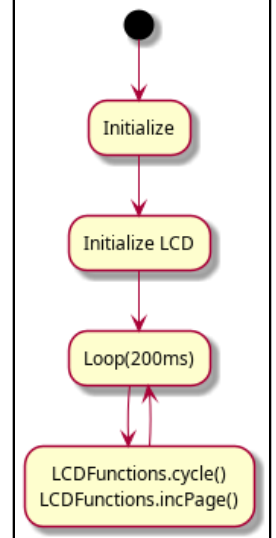 Initialize
Initialize LCD
Loop(200ms)
LCDFunctions.cycle()
LCDFunctions.incPage()